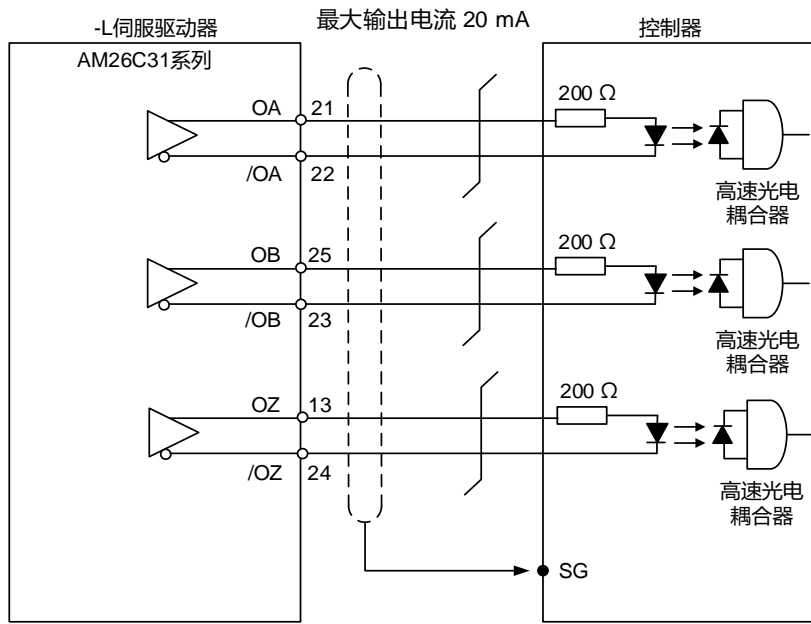 最大输出电流 20 mA
-L伺服驱动器
控制器
AM26C31系列
OA
21
200 Ω
/OA
22
高速光电
耦合器
OB
25
200 Ω
/OB
23
高速光电
耦合器
OZ
13
200 Ω
/OZ
24
高速光电
耦合器
SG